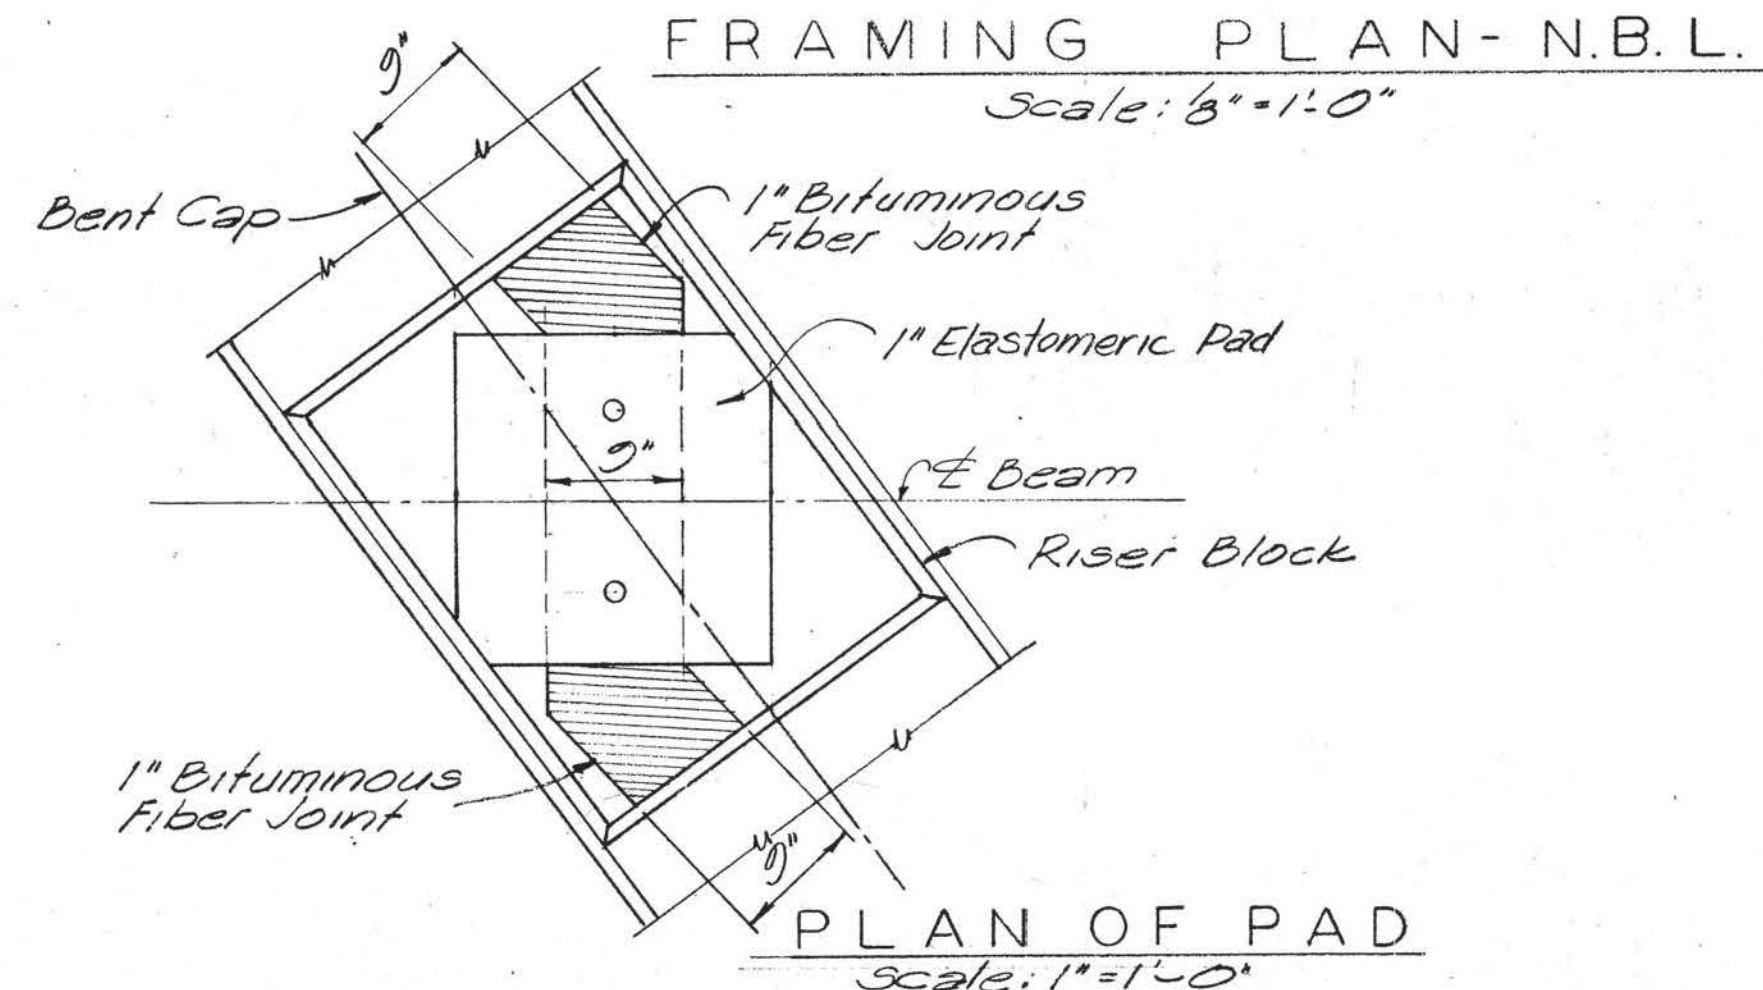 FRAMING PLAN - N.B.L.
Scale: 1/8" = 1'-0"
9"
Bent Cap
1" Bituminous
Fiber Joint
1" Elastomeric Pad
9"
℄ Beam
Riser Block
1" Bituminous
Fiber Joint
9"
PLAN OF PAD
Scale: 1" = 1'-0"